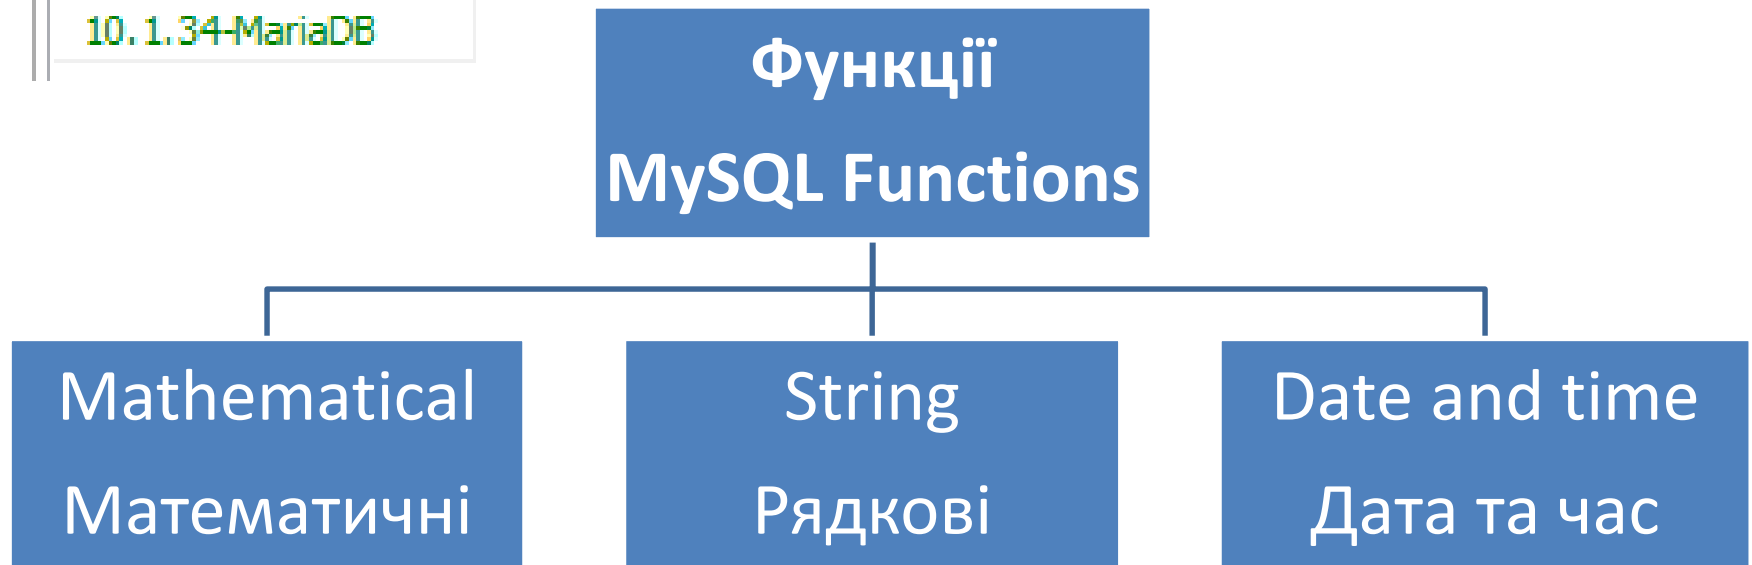 10.1.34-MariaDB
Функції
MySQL Functions
Mathematical
Математичні
String
Рядкові
Date and time
Дата та час